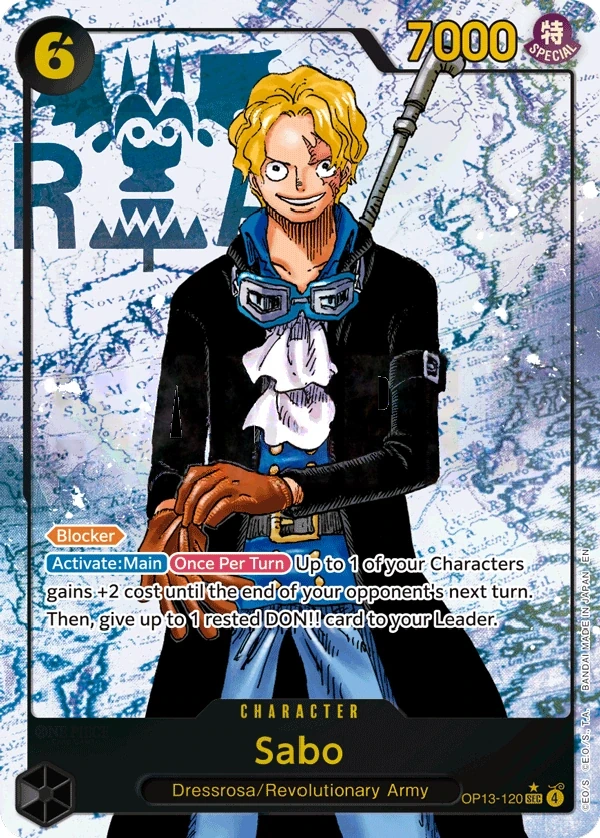 6
7000
特
SPECIAL
R A
Blocker
Activate:Main Once Per Turn Up to 1 of your Characters
gains +2 cost until the end of your opponent's next turn.
Then, give up to 1 rested DON!! card to your Leader.
CHARACTER
Sabo
Dressrosa/Revolutionary Army
OP13-120 SEC ★ 4
©E.O/S. ©E.O/S.,T.A. BANDAI MADE IN JAPAN EN